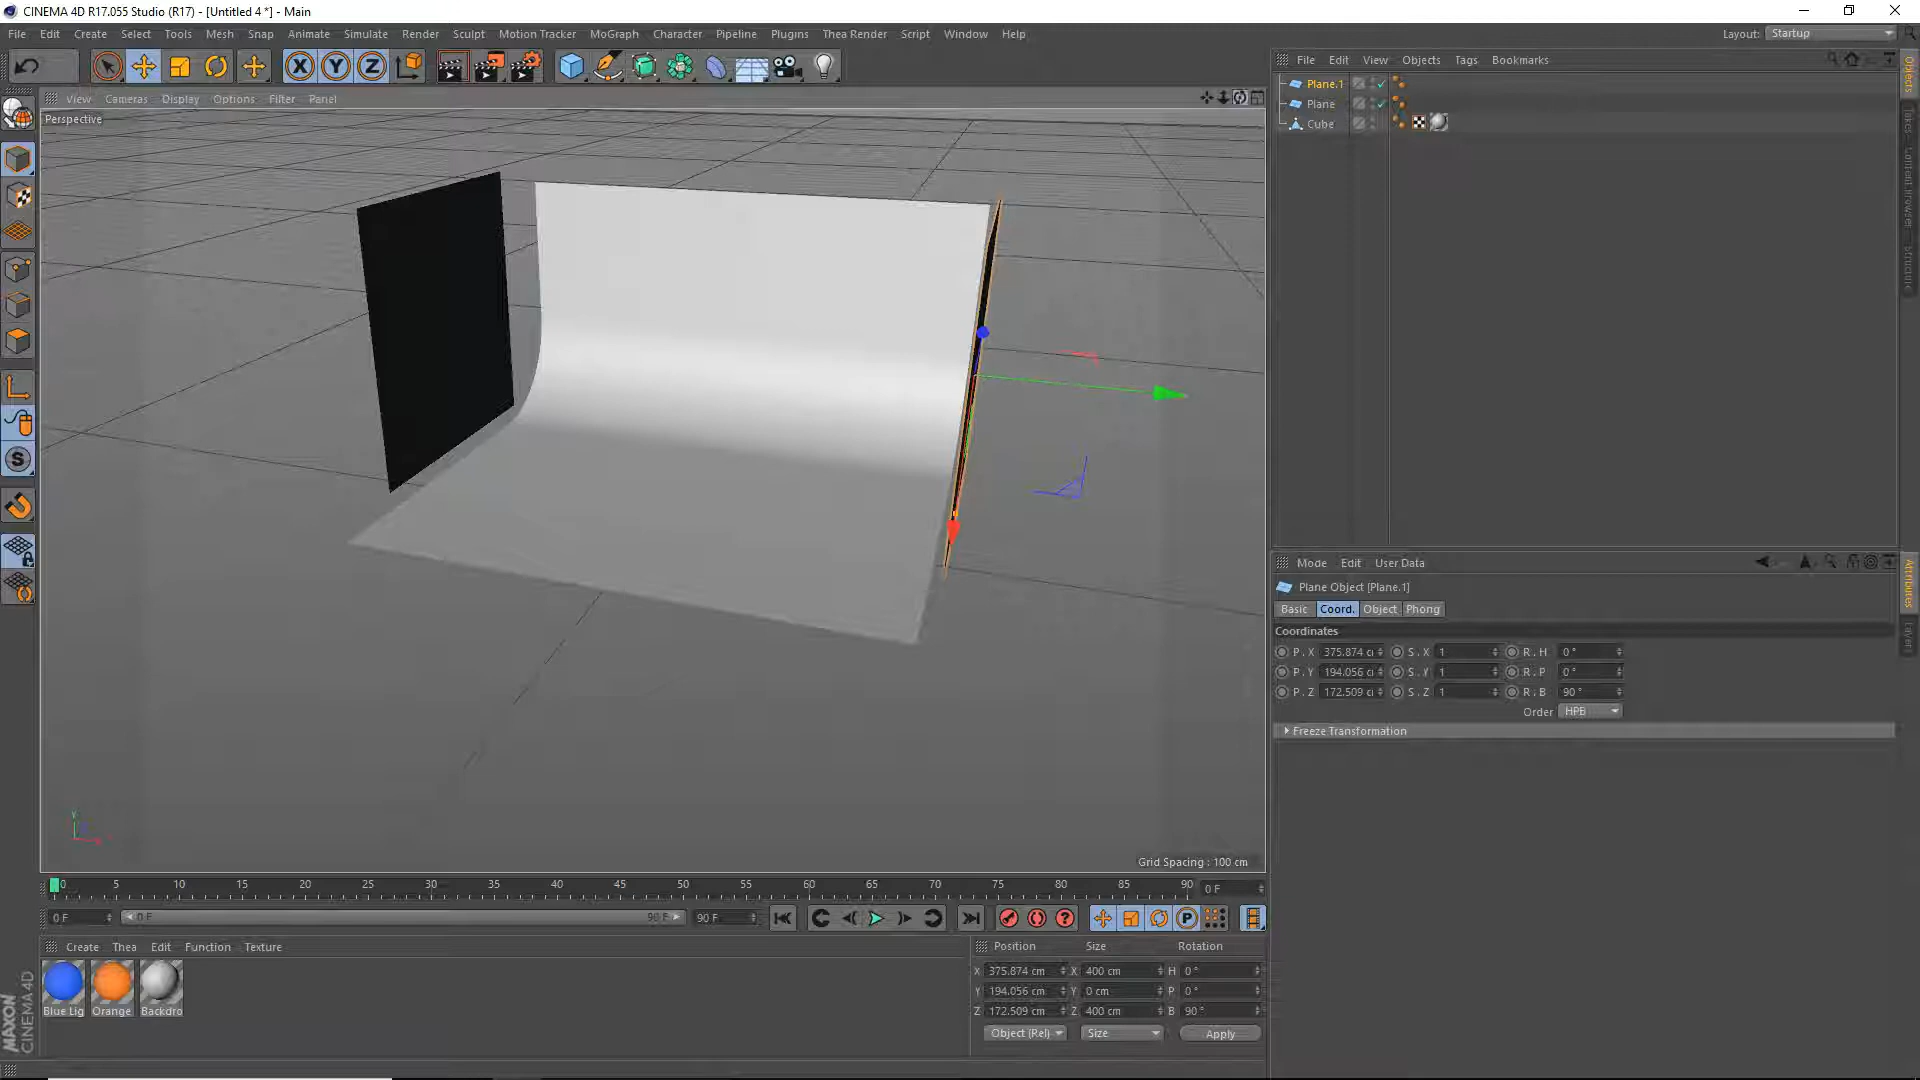 CINEMA 4D R17.055 Studio (R17) - [Untitled 4 *] - Main
File Edit Create Select Tools Mesh Snap Animate Simulate Render Sculpt Motion Tracker MoGraph Character Pipeline Plugins Thea Render Script Window Help
Layout: Startup
File Edit View Objects Tags Bookmarks
View Cameras Display Options Filter Panel
Perspective
Plane.1
Plane
Cube
Objects
Takes
Content Browser
Structure
Mode Edit User Data
Plane Object [Plane.1]
Basic Coord. Object Phong
Coordinates
P . X 375.874 c S . X 1 R . H 0 °
P . Y 194.056 c S . Y 1 R . P 0 °
P . Z 172.509 c S . Z 1 R . B 90 °
Order HPB
Freeze Transformation
Attributes
Layers
Y
Grid Spacing : 100 cm
0 5 10 15 20 25 30 35 40 45 50 55 60 65 70 75 80 85 90 0 F
0 F 0 F 90 F 90 F
Create Thea Edit Function Texture
Blue Lig Orange Backdro
Position Size Rotation
X 375.874 cm X 400 cm H 0 °
Y 194.056 cm Y 0 cm P 0 °
Z 172.509 cm Z 400 cm B 90 °
Object (Rel) Size Apply
MAXON
CINEMA 4D